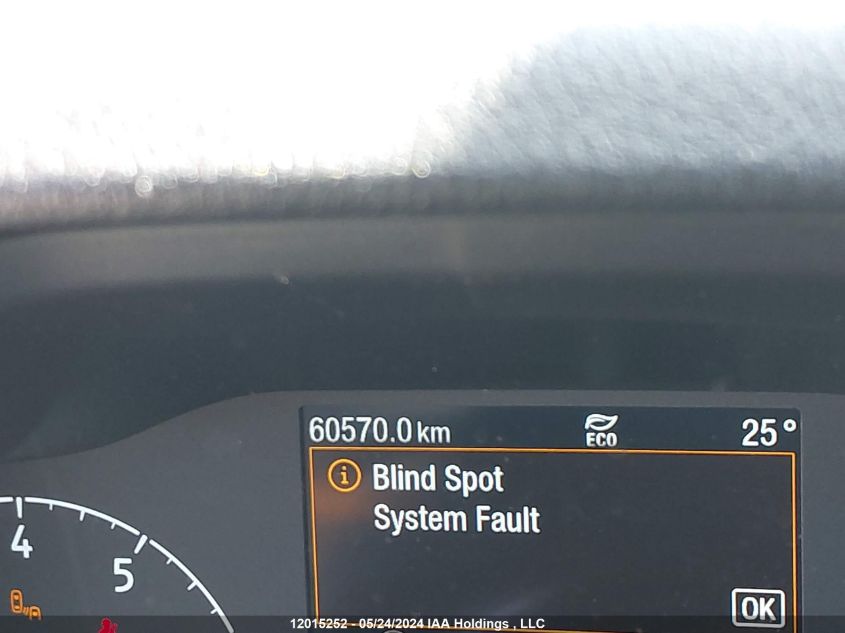 60570.0 km ECO 25°
Blind Spot
System Fault
4
5
OK
12015252 - 05/24/2024 IAA Holdings , LLC